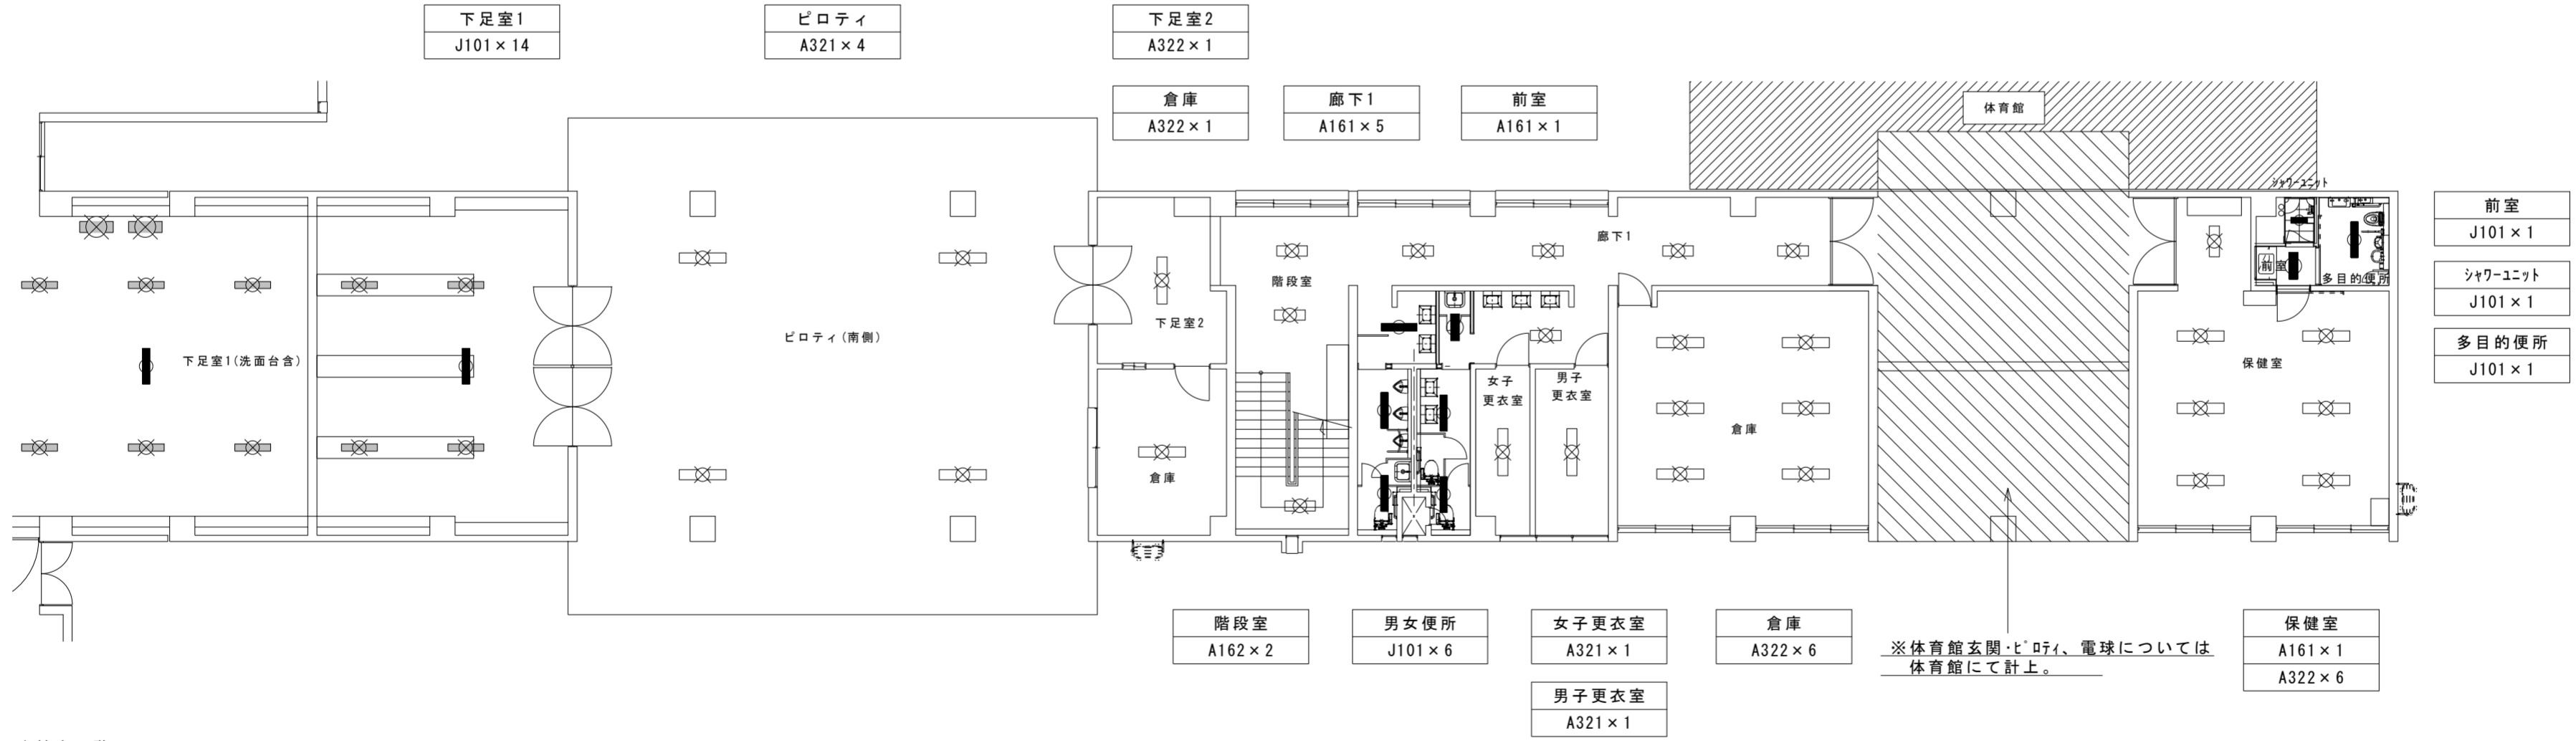 下足室1
J101×14
ピロティ
A321×4
下足室2
A322×1
倉庫
A322×1
廊下1
A161×5
前室
A161×1
体育館
シャワーユニット
前室
J101×1
シャワーユニット
J101×1
多目的便所
J101×1
廊下1
前室
多目的便所
階段室
下足室2
ピロティ(南側)
下足室1(洗面台含)
保健室
女子
更衣室
男子
更衣室
倉庫
倉庫
階段室
A162×2
男女便所
J101×6
女子更衣室
A321×1
男子更衣室
A321×1
倉庫
A322×6
※体育館玄関・ピロティ、電球については
体育館にて計上。
保健室
A161×1
A322×6